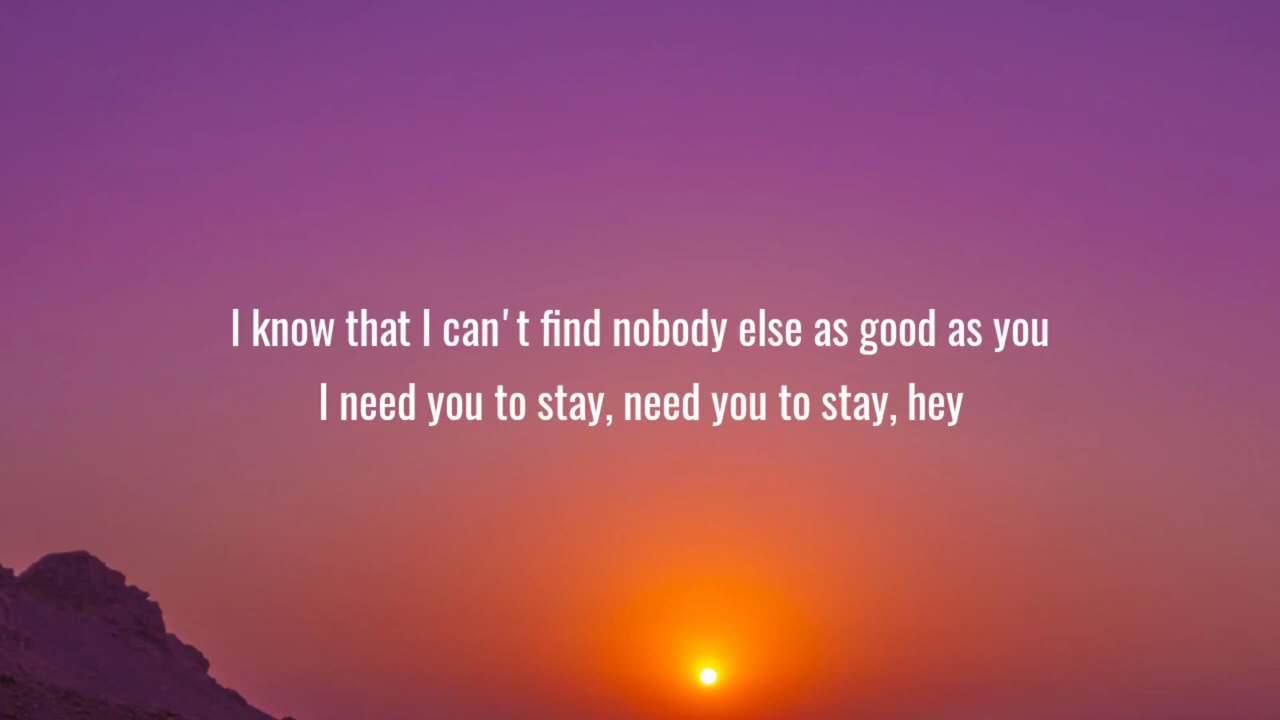 I know that I can't find nobody else as good as you
I need you to stay, need you to stay, hey